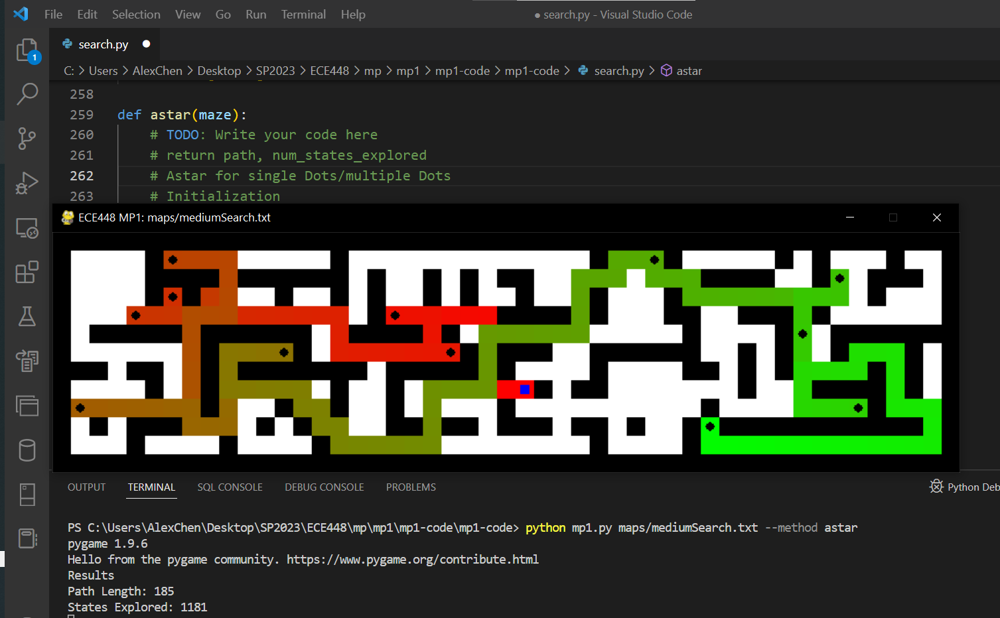 File Edit Selection View Go Run Terminal Help ● search.py - Visual Studio Code
1
search.py ●
C: > Users > AlexChen > Desktop > SP2023 > ECE448 > mp > mp1 > mp1-code > mp1-code > search.py > astar
258
259 def astar(maze):
260 # TODO: Write your code here
261 # return path, num_states_explored
262 # Astar for single Dots/multiple Dots
263 # Initialization
ECE448 MP1: maps/mediumSearch.txt
OUTPUT TERMINAL SQL CONSOLE DEBUG CONSOLE PROBLEMS Python Deb
PS C:\Users\AlexChen\Desktop\SP2023\ECE448\mp\mp1\mp1-code\mp1-code> python mp1.py maps/mediumSearch.txt --method astar
pygame 1.9.6
Hello from the pygame community. https://www.pygame.org/contribute.html
Results
Path Length: 185
States Explored: 1181